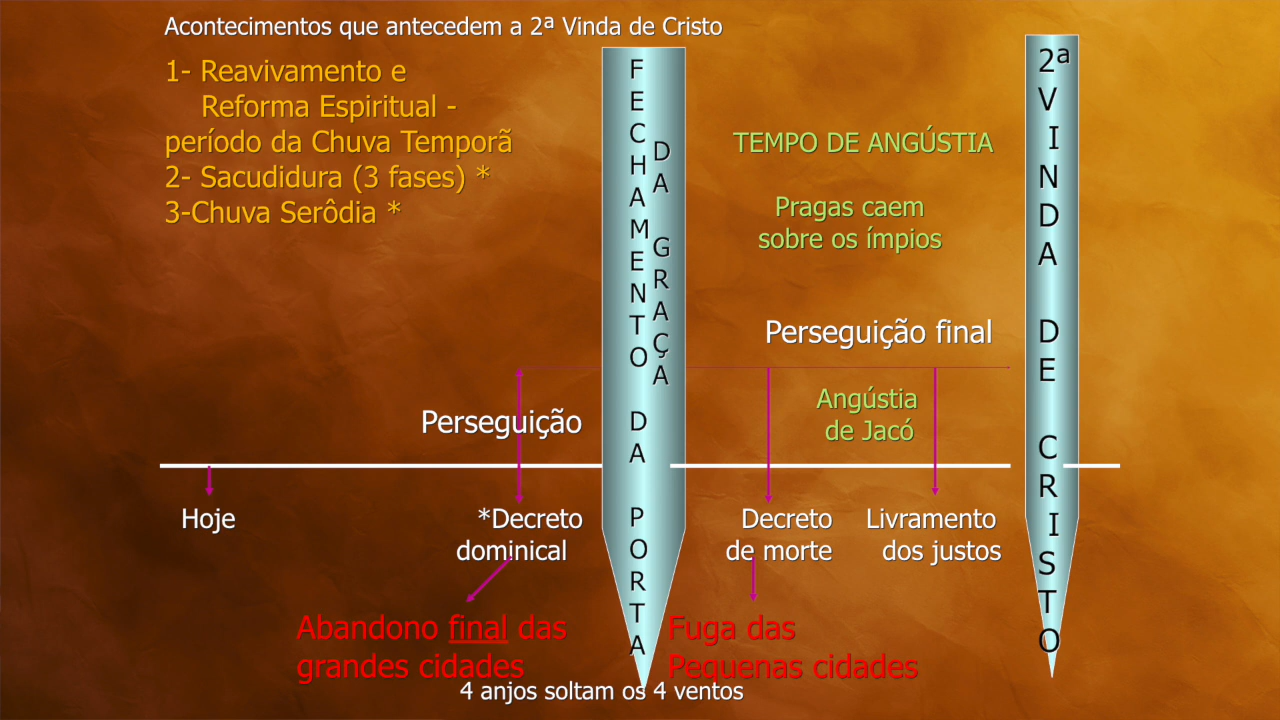 Acontecimentos que antecedem a 2ª Vinda de Cristo
1- Reavivamento e
Reforma Espiritual -
período da Chuva Temporã
2- Sacudidura (3 fases) *
3-Chuva Serôdia *
FECHAMENTO DA PORTA
DA GRAÇA
TEMPO DE ANGÚSTIA
Pragas caem
sobre os ímpios
Perseguição final
Angústia
de Jacó
2ª VINDA DE CRISTO
Perseguição
Hoje
*Decreto
dominical
Decreto
de morte
Livramento
dos justos
Abandono final das
grandes cidades
Fuga das
Pequenas cidades
4 anjos soltam os 4 ventos